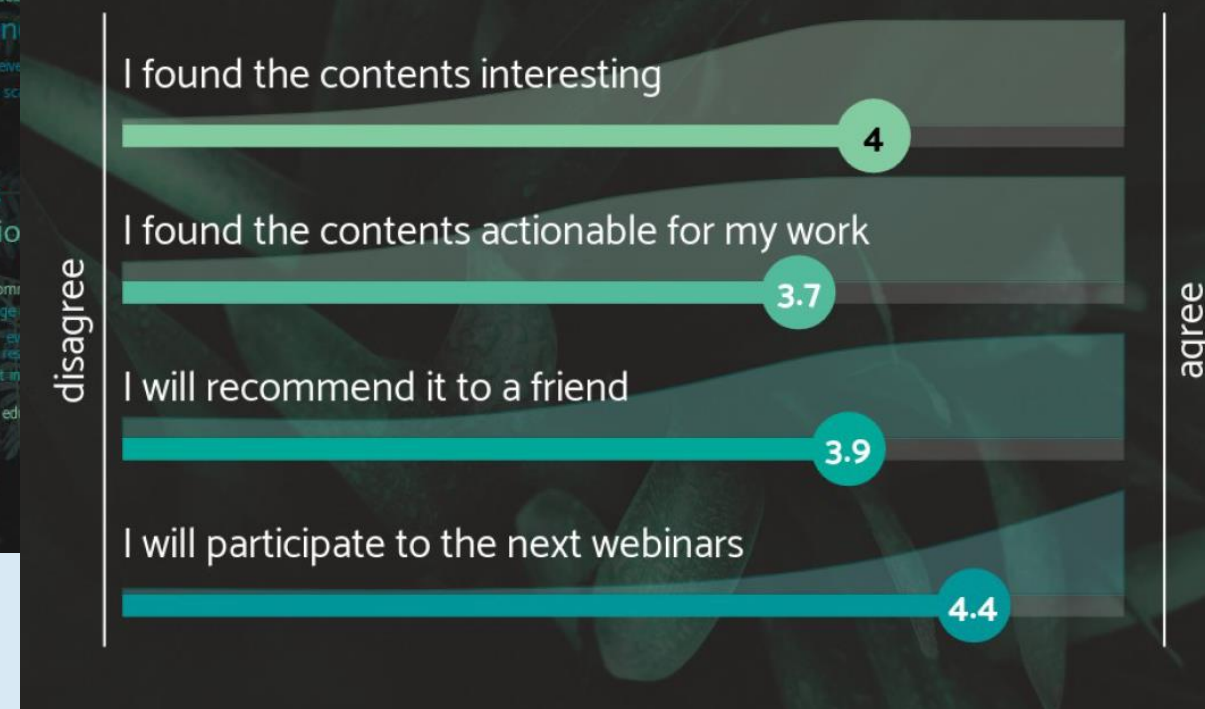 I found the contents interesting
4
I found the contents actionable for my work
3.7
disagree
agree
I will recommend it to a friend
3.9
I will participate to the next webinars
4.4